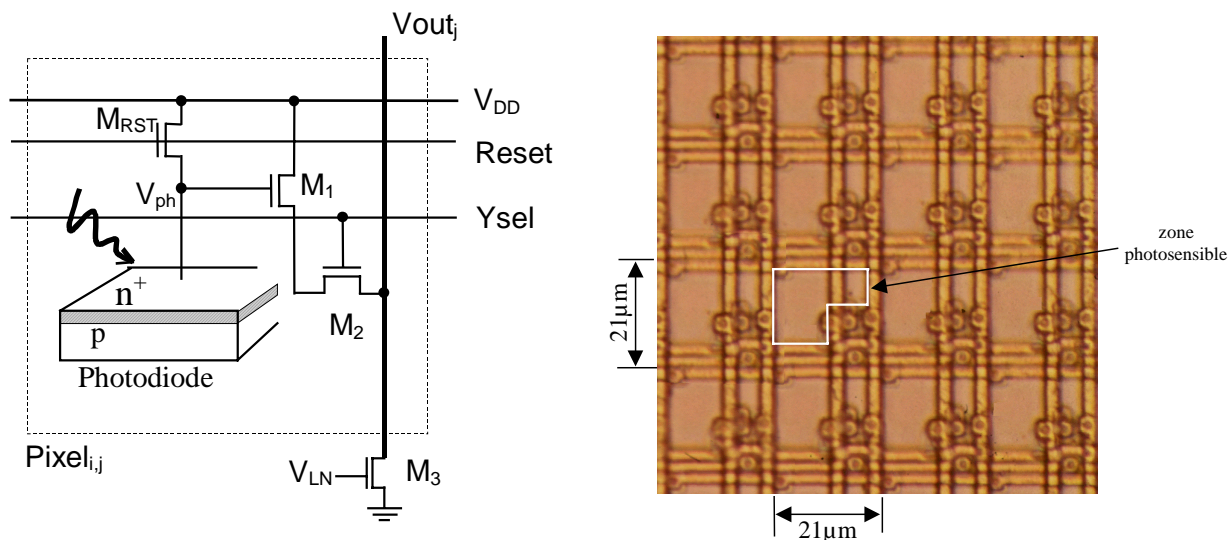 Vout_j
V_DD
M_RST
Reset
V_ph
M_1
Ysel
n^+
p
M_2
Photodiode
Pixel_i,j
V_LN
M_3
zone
photosensible
21µm
21µm